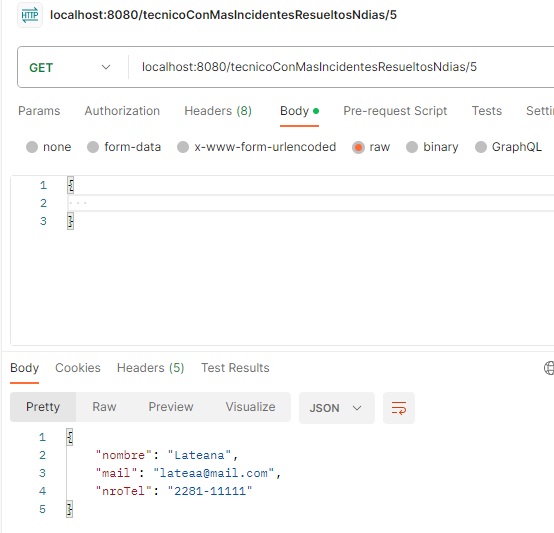 HTTP localhost:8080/tecnicoConMasIncidentesResueltosNdias/5
GET localhost:8080/tecnicoConMasIncidentesResueltosNdias/5
Params Authorization Headers (8) Body Pre-request Script Tests Setti
none form-data x-www-form-urlencoded raw binary GraphQL
1 {
2 ...
3 }
Body Cookies Headers (5) Test Results
Pretty Raw Preview Visualize JSON
1 {
2 "nombre": "Lateana",
3 "mail": "lateaa@mail.com",
4 "nroTel": "2281-11111"
5 }